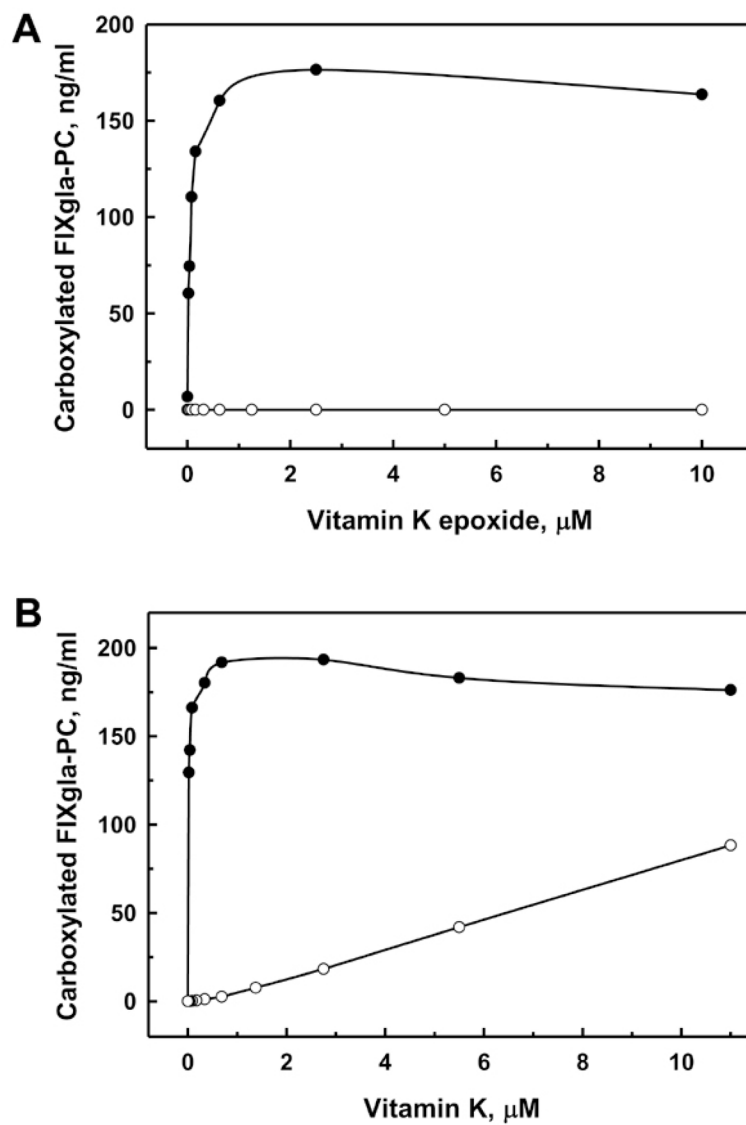 A
Carboxylated FIXgla-PC, ng/ml
200
150
100
50
0
0 2 4 6 8 10
Vitamin K epoxide, μM
B
Carboxylated FIXgla-PC, ng/ml
200
150
100
50
0
0 2 4 6 8 10
Vitamin K, μM